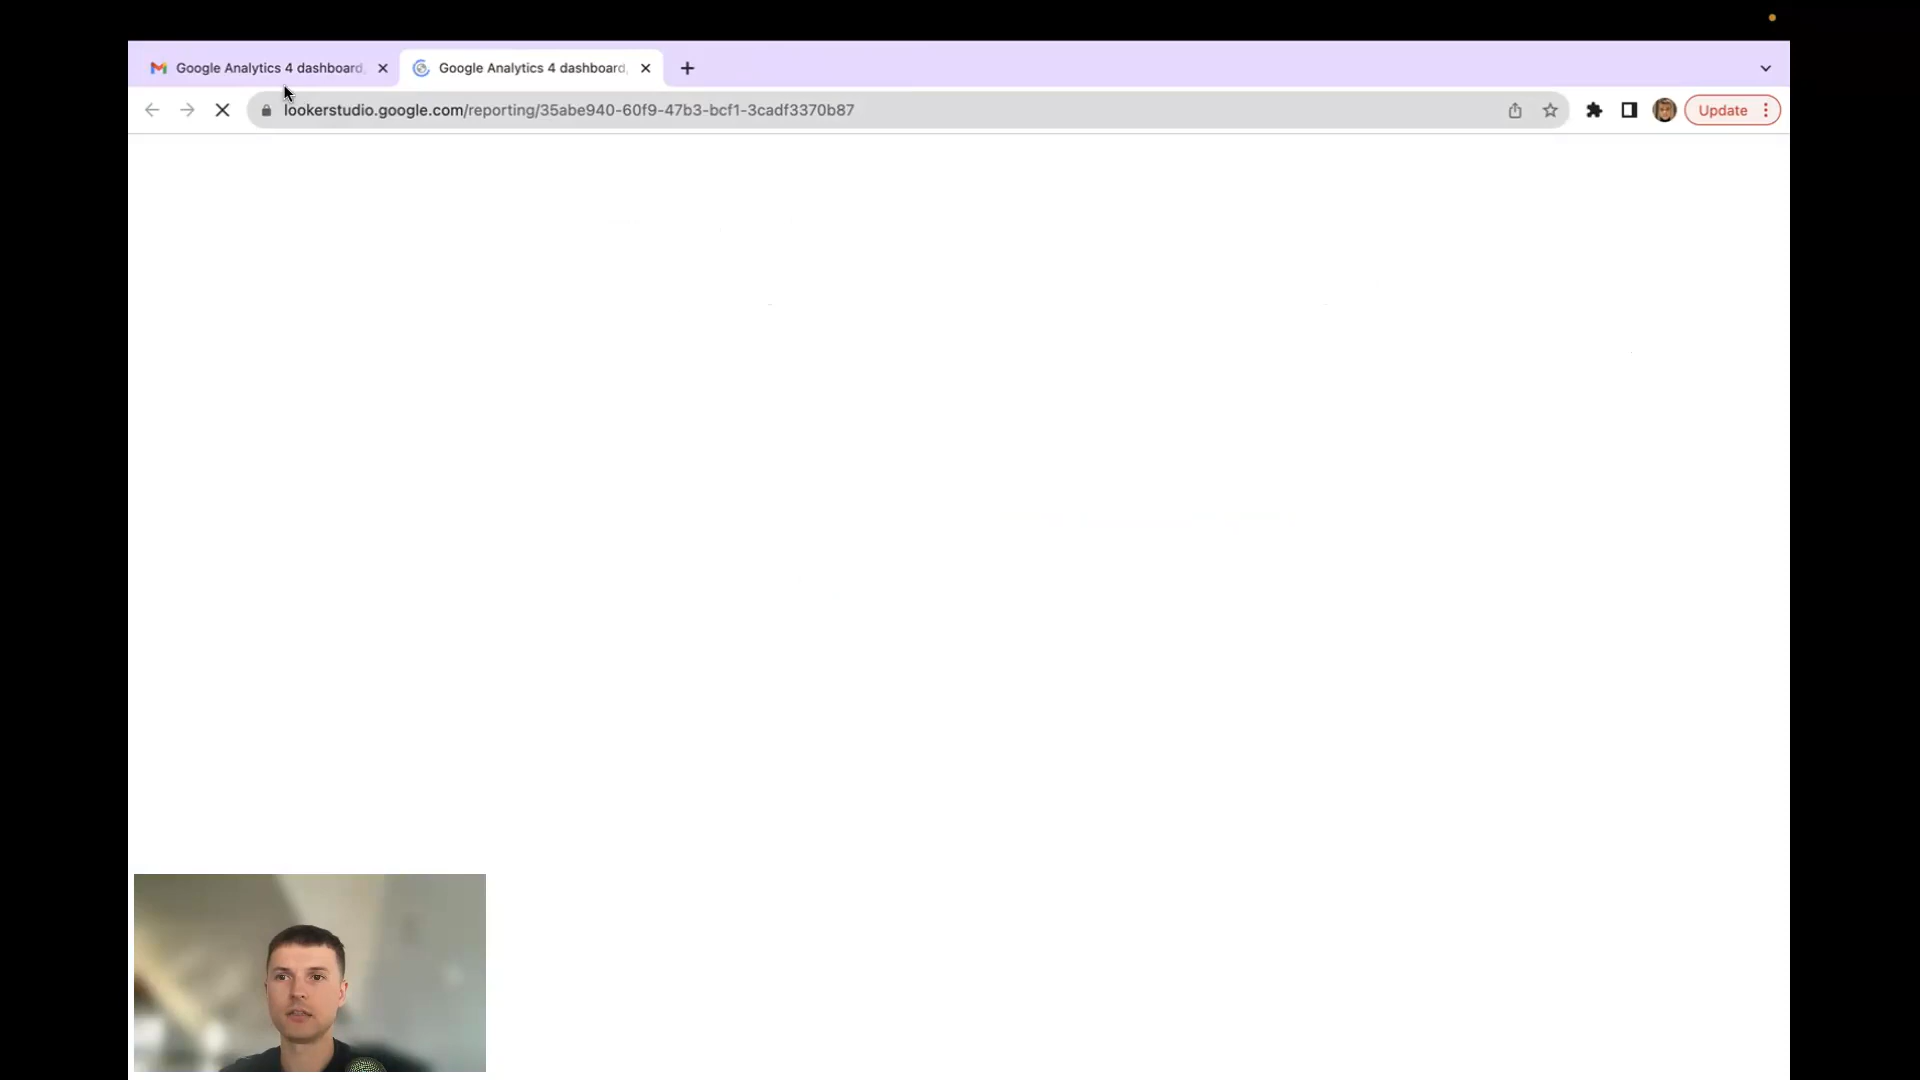 Google Analytics 4 dashboard,
Google Analytics 4 dashboard,
lookerstudio.google.com/reporting/35abe940-60f9-47b3-bcf1-3cadf3370b87
Update